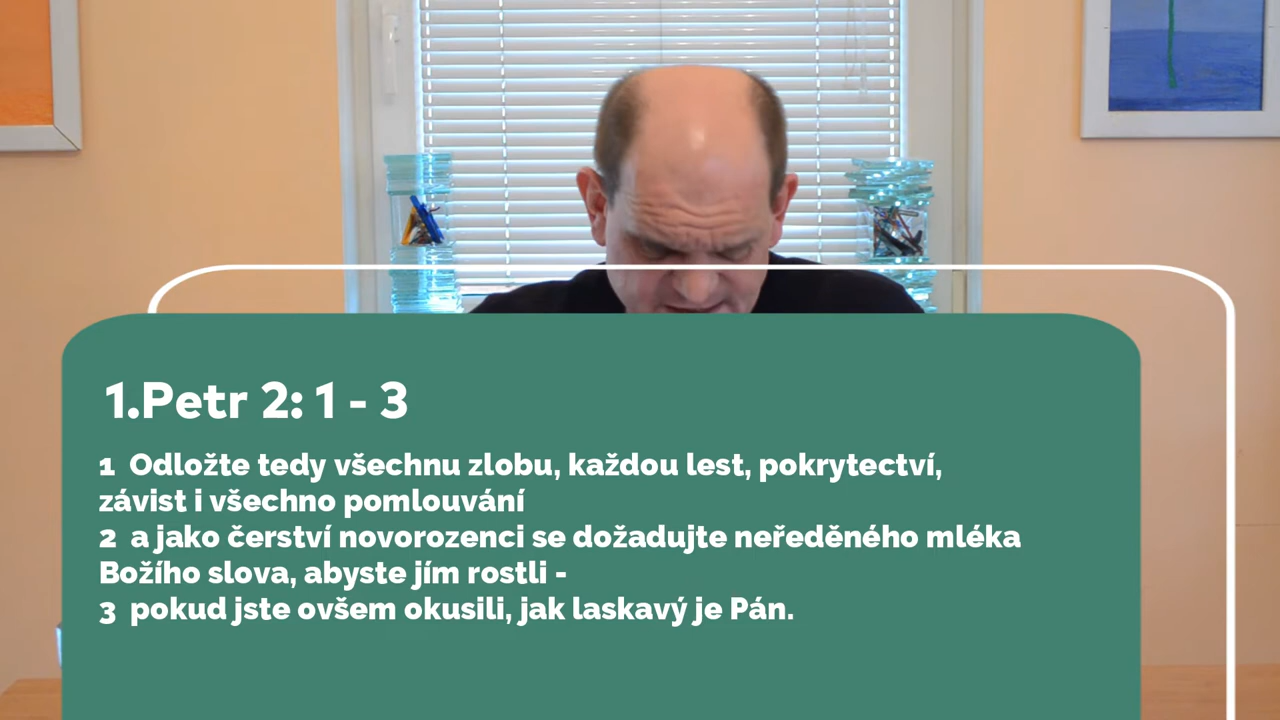 1.Petr 2: 1 - 3
1 Odložte tedy všechnu zlobu, každou lest, pokrytectví,
závist i všechno pomlouvání
2 a jako čerství novorozenci se dožadujte neředěného mléka
Božího slova, abyste jím rostli -
3 pokud jste ovšem okusili, jak laskavý je Pán.